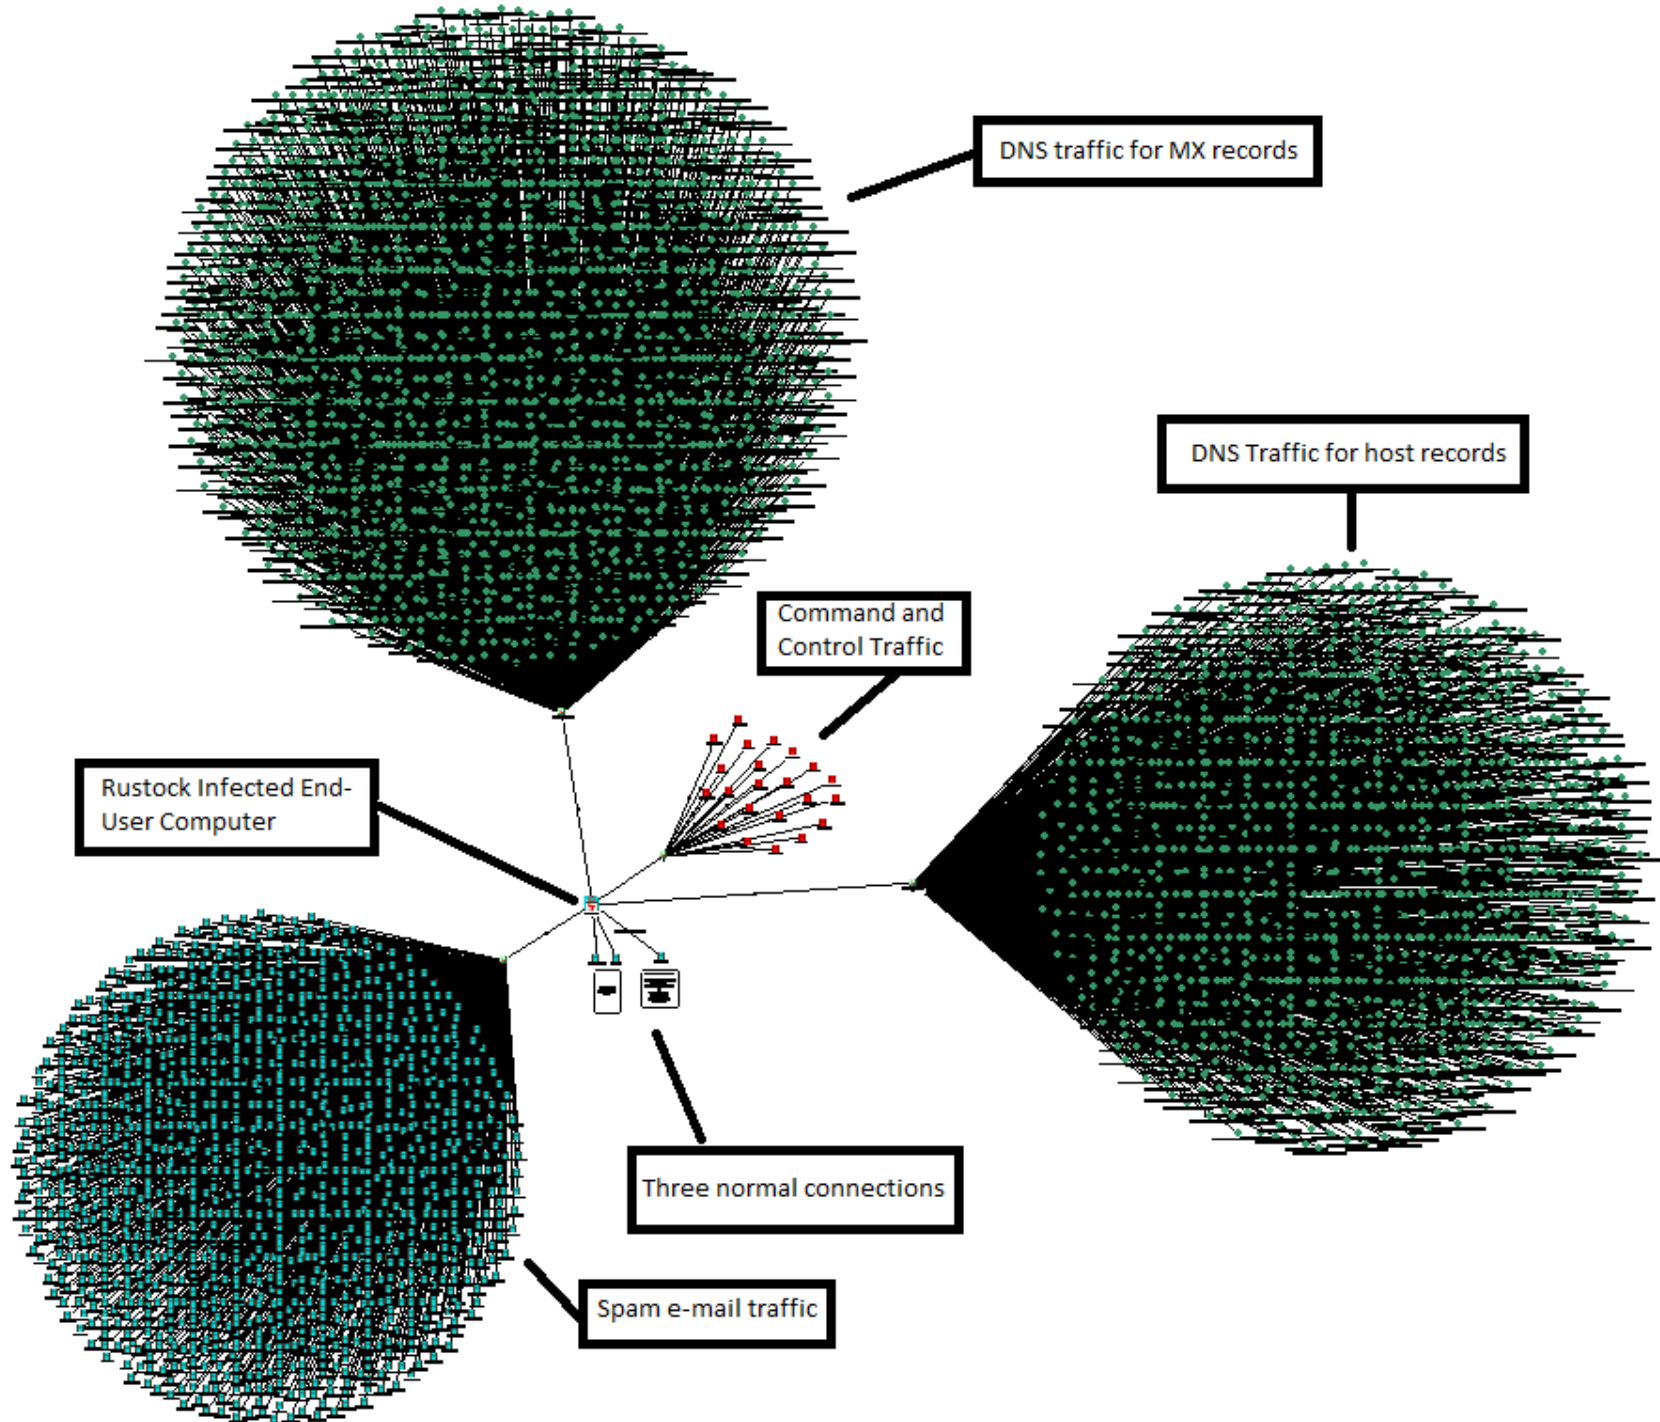 DNS traffic for MX records
DNS Traffic for host records
Command and
Control Traffic
Rustock Infected End-
User Computer
Three normal connections
Spam e-mail traffic